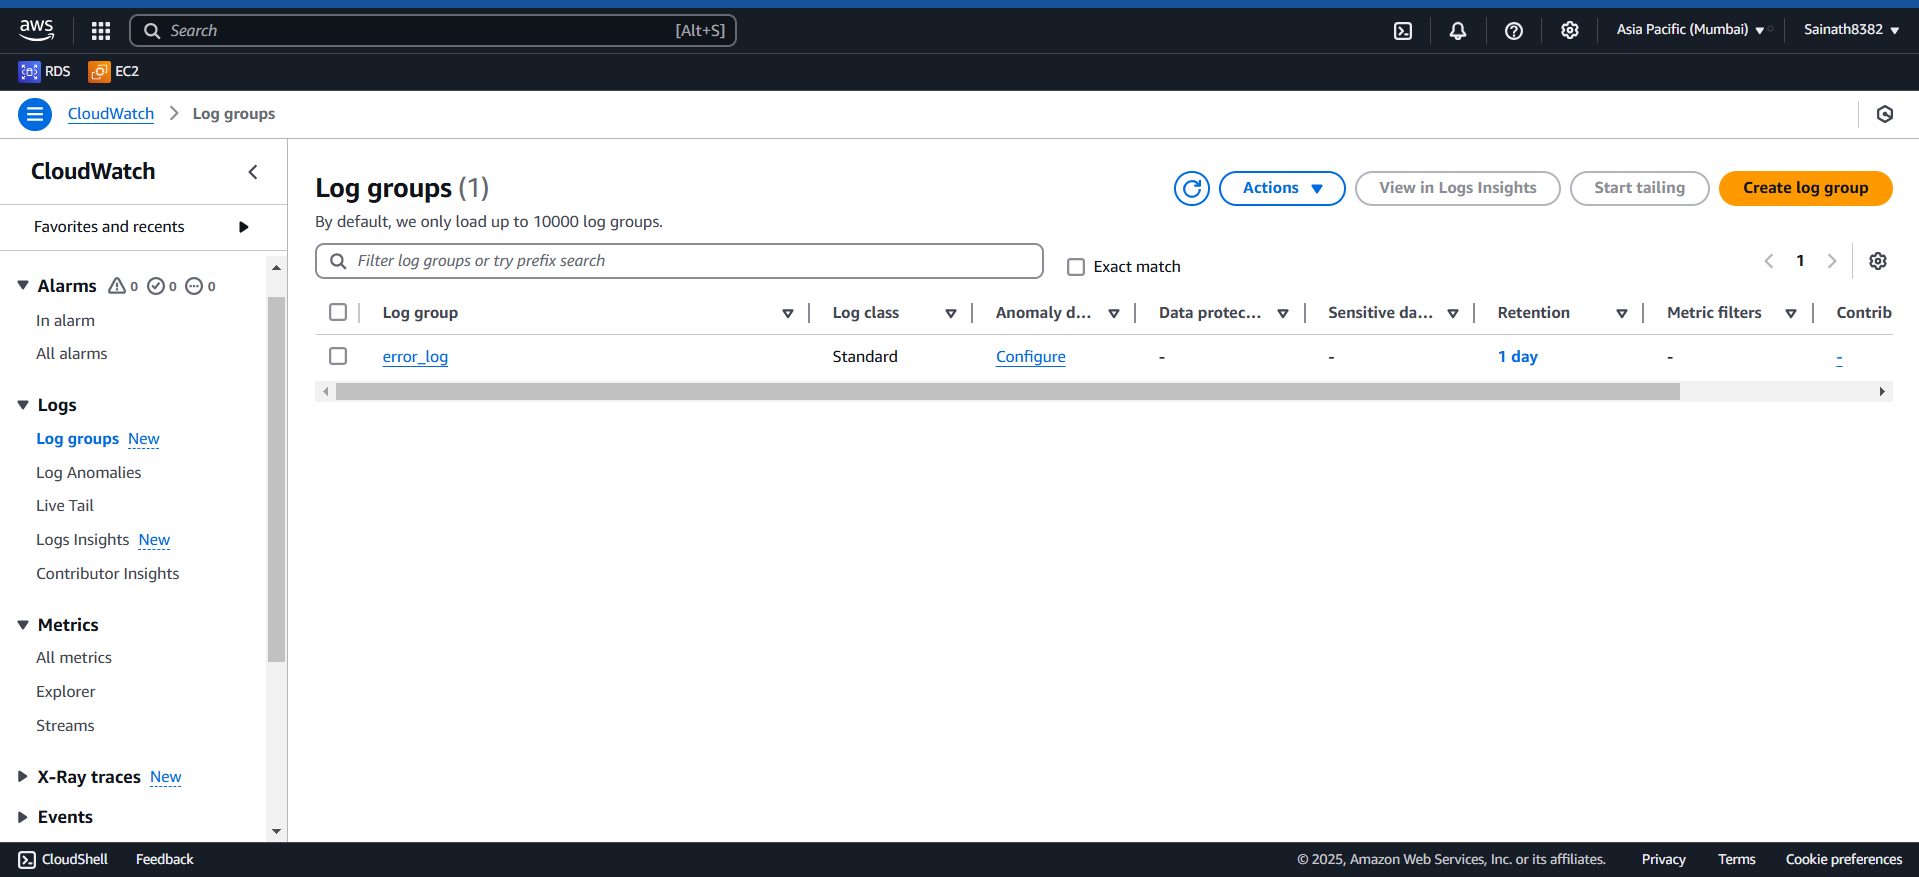 aws
Search [Alt+S]
Asia Pacific (Mumbai)
Sainath8382
RDS
EC2
CloudWatch
Log groups
CloudWatch
Favorites and recents
Alarms 0 0 0
In alarm
All alarms
Logs
Log groups New
Log Anomalies
Live Tail
Logs Insights New
Contributor Insights
Metrics
All metrics
Explorer
Streams
X-Ray traces New
Events
Log groups (1)
Actions
View in Logs Insights
Start tailing
Create log group
By default, we only load up to 10000 log groups.
Filter log groups or try prefix search
Exact match
1
Log group Log class Anomaly d... Data protec... Sensitive da... Retention Metric filters Contrib
error_log Standard Configure - - 1 day - -
CloudShell Feedback
© 2025, Amazon Web Services, Inc. or its affiliates. Privacy Terms Cookie preferences